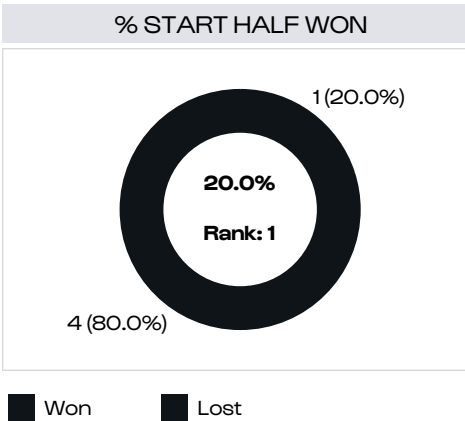 % START HALF WON
1 (20.0%)
20.0%
Rank: 1
4 (80.0%)
Won
Lost